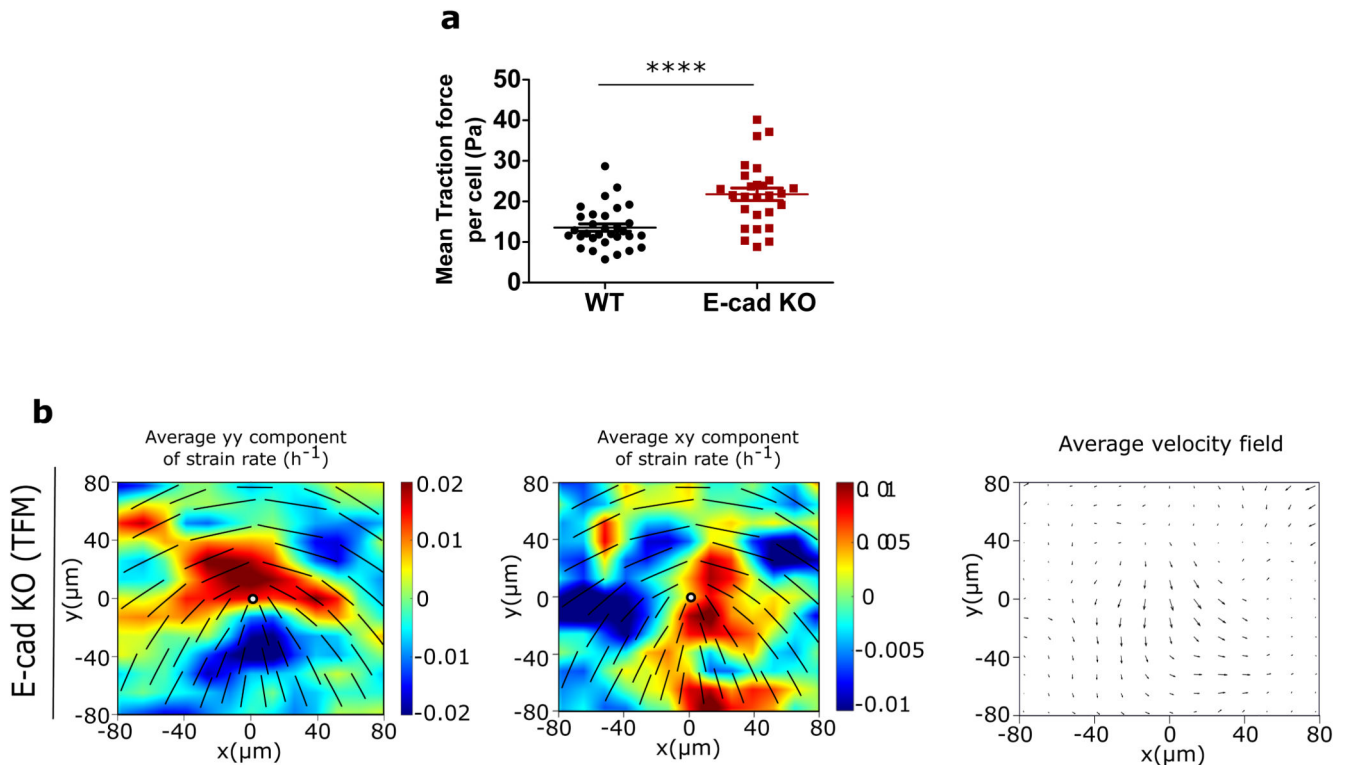 a
****
Mean Traction force
per cell (Pa)
50
40
30
20
10
0
WT
E-cad KO
b
E-cad KO (TFM)
Average yy component
of strain rate (h⁻¹)
80
40
0
-40
-80
y(µm)
-80
-40
0
40
80
x(µm)
0.02
0.01
0
-0.01
-0.02
Average xy component
of strain rate (h⁻¹)
80
40
0
-40
-80
y(µm)
-80
-40
0
40
80
x(µm)
0
-0.005
-0.01
Average velocity field
80
40
0
-40
-80
y(µm)
-80
-40
0
40
80
x(µm)